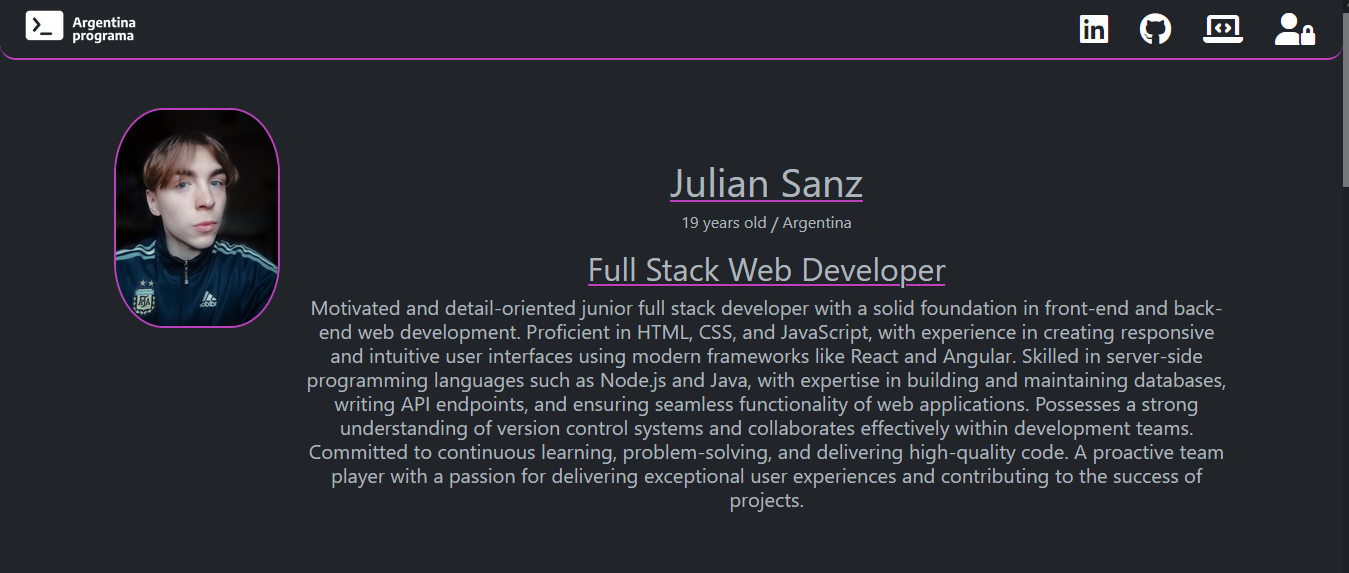 Argentina
programa
Julian Sanz
19 years old / Argentina
Full Stack Web Developer
Motivated and detail-oriented junior full stack developer with a solid foundation in front-end and back-
end web development. Proficient in HTML, CSS, and JavaScript, with experience in creating responsive
and intuitive user interfaces using modern frameworks like React and Angular. Skilled in server-side
programming languages such as Node.js and Java, with expertise in building and maintaining databases,
writing API endpoints, and ensuring seamless functionality of web applications. Possesses a strong
understanding of version control systems and collaborates effectively within development teams.
Committed to continuous learning, problem-solving, and delivering high-quality code. A proactive team
player with a passion for delivering exceptional user experiences and contributing to the success of
projects.
in
AFA
adidas